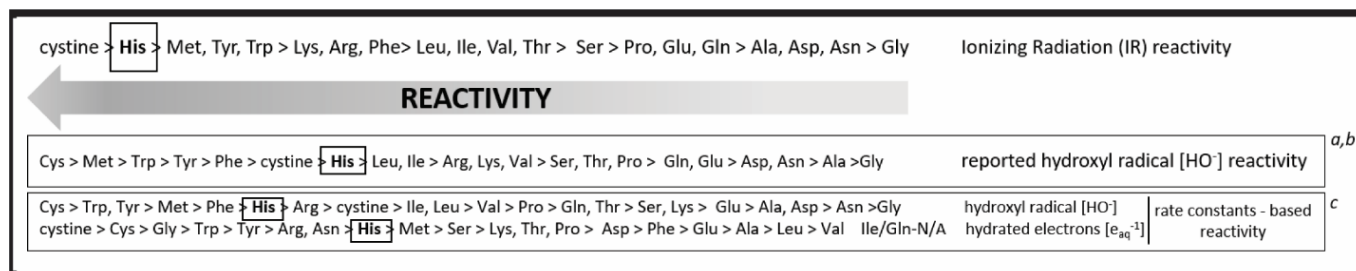 cystine > His > Met, Tyr, Trp > Lys, Arg, Phe> Leu, Ile, Val, Thr > Ser > Pro, Glu, Gln > Ala, Asp, Asn > Gly Ionizing Radiation (IR) reactivity
REACTIVITY
Cys > Met > Trp > Tyr > Phe > cystine > His > Leu, Ile > Arg, Lys, Val > Ser, Thr, Pro > Gln, Glu > Asp, Asn > Ala >Gly reported hydroxyl radical [HO-] reactivity a,b
Cys > Trp, Tyr > Met > Phe > His > Arg > cystine > Ile, Leu > Val > Pro > Gln, Thr > Ser, Lys > Glu > Ala, Asp > Asn >Gly hydroxyl radical [HO-] rate constants - based c
cystine > Cys > Gly > Trp > Tyr > Arg, Asn > His > Met > Ser > Lys, Thr, Pro > Asp > Phe > Glu > Ala > Leu > Val Ile/Gln-N/A hydrated electrons [eaq-1] reactivity